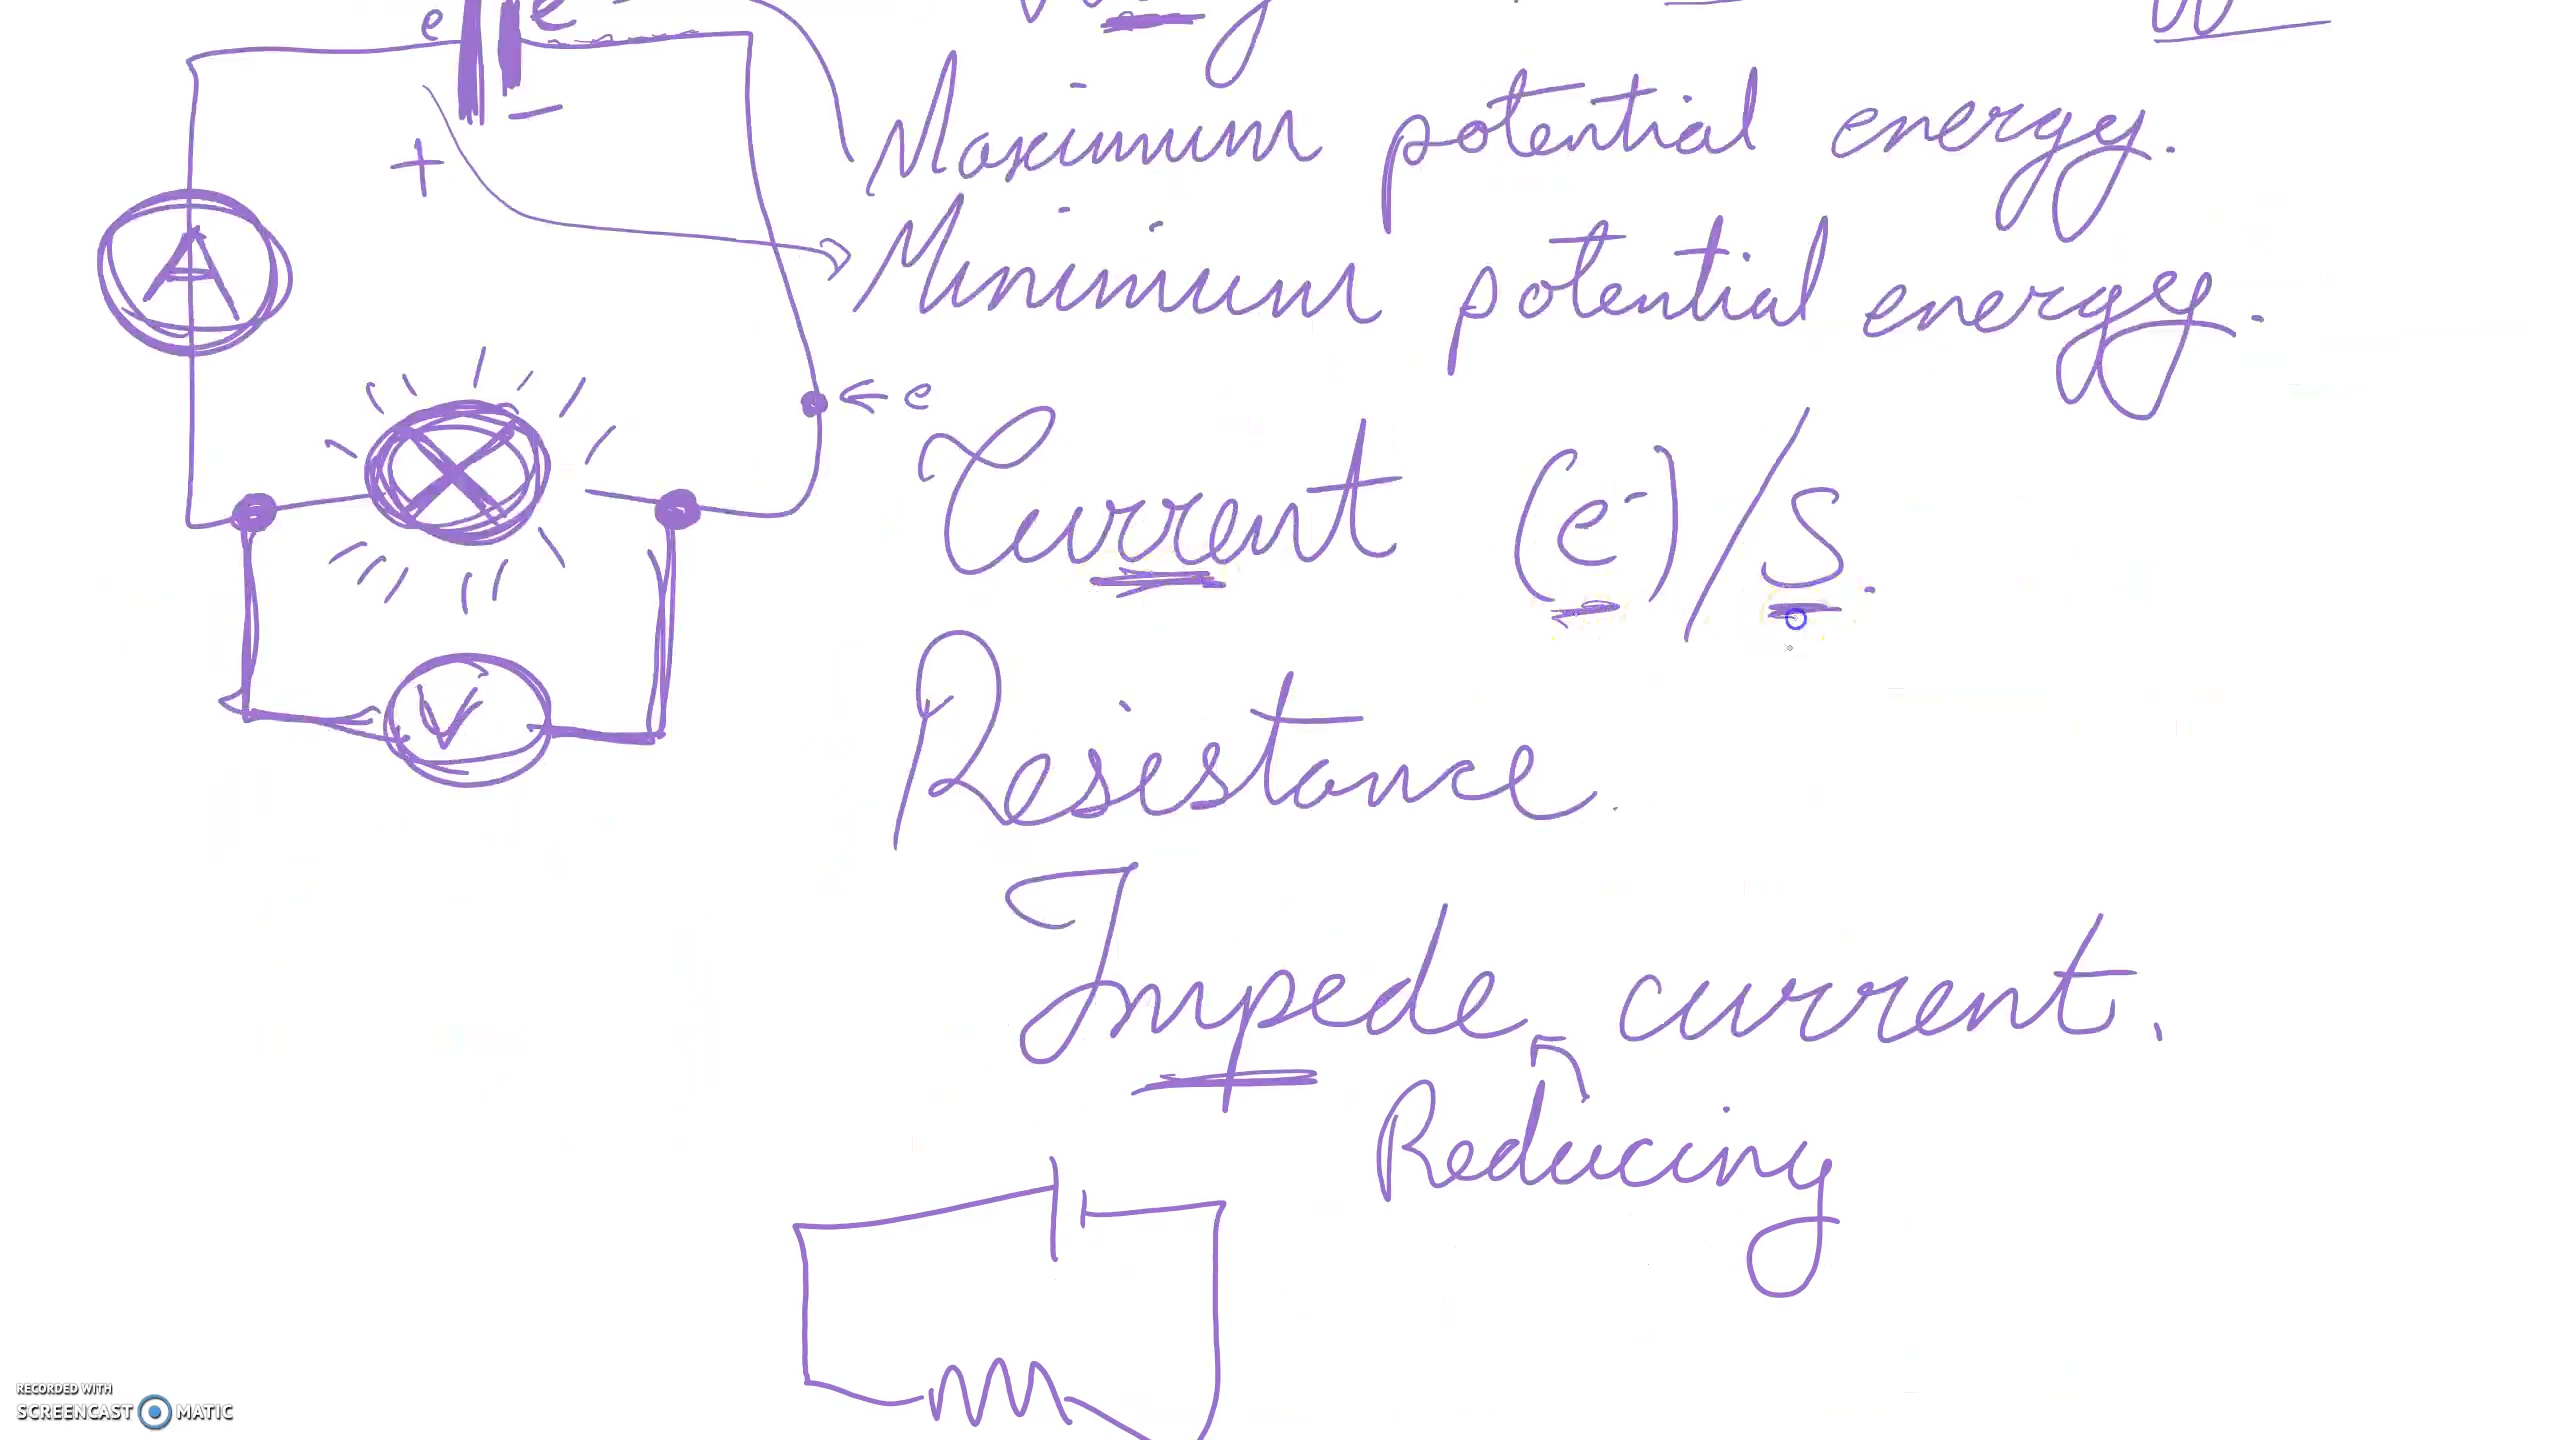 e e
Maximum potential energy.
+ −
Minimum potential energy.
A
← e
Current (e⁻)/s.
V
Resistance.
Impede current.
Reducing
RECORDED WITH
SCREENCAST MATIC